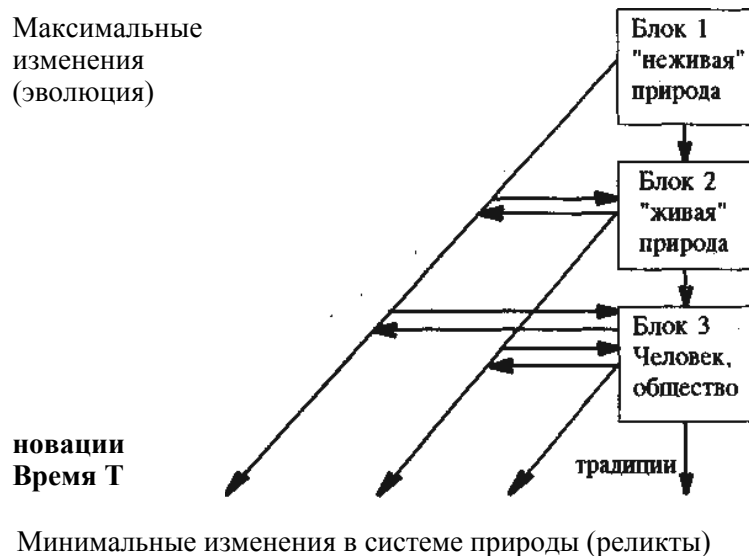 Максимальные
изменения
(эволюция)
Блок 1
"неживая"
природа
Блок 2
"живая"
природа
Блок 3
Человек,
общество
новации
Время Т
традиции
Минимальные изменения в системе природы (реликты)